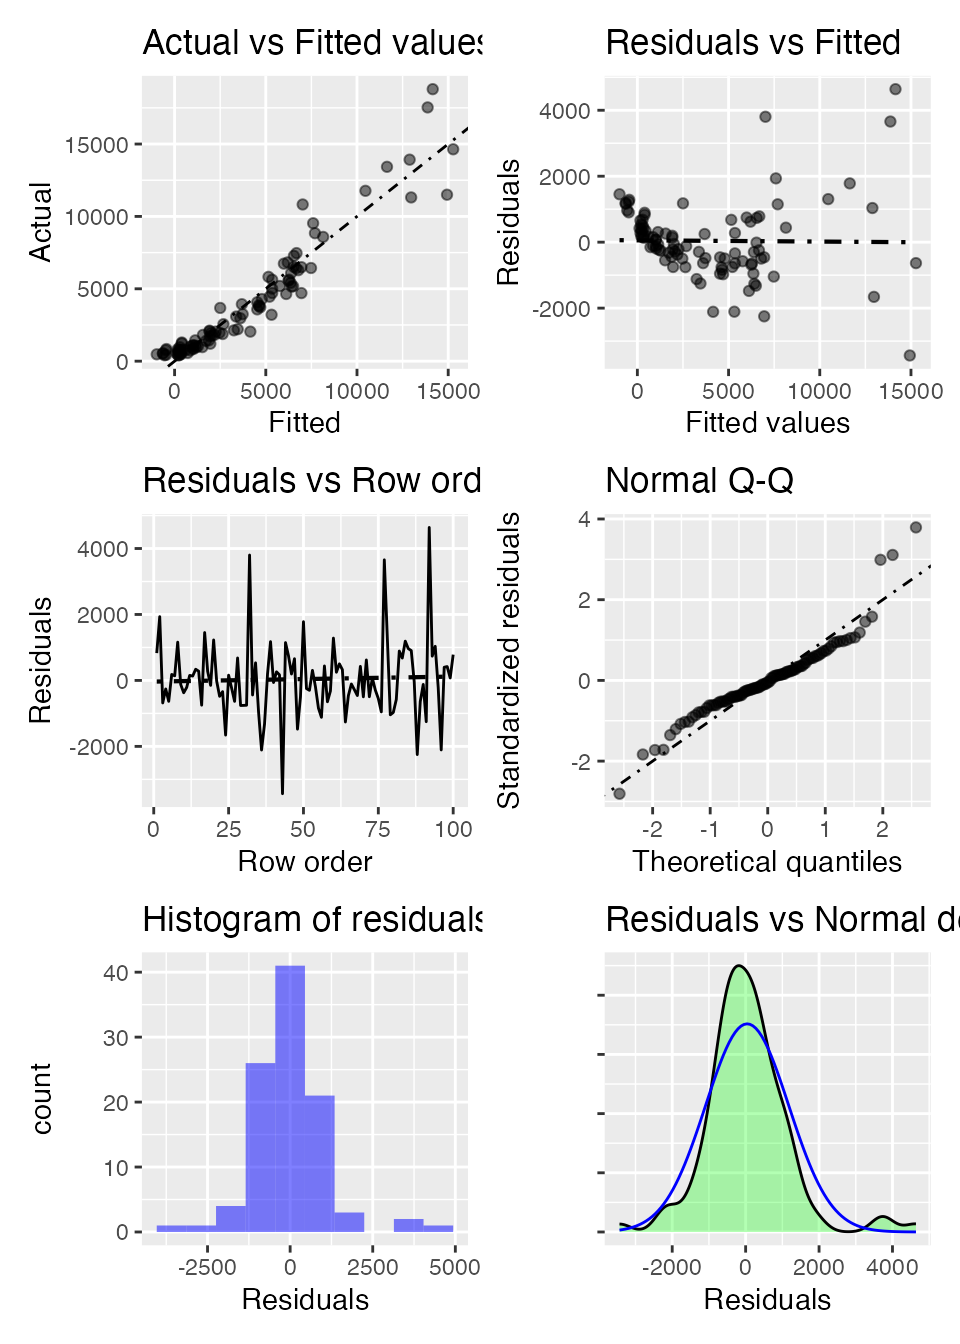 Actual vs Fitted values
15000
10000
5000
0
Actual
0
5000
10000
15000
Fitted
Residuals vs Fitted
4000
2000
0
-2000
Residuals
0
5000
10000
15000
Fitted values
Residuals vs Row ord
4000
2000
0
-2000
Residuals
0
25
50
75
100
Row order
Normal Q-Q
4
2
0
-2
Standardized residuals
-2
-1
0
1
2
Theoretical quantiles
Histogram of residuals
40
30
20
10
0
count
-2500
0
2500
5000
Residuals
Residuals vs Normal de
-2000
0
2000
4000
Residuals